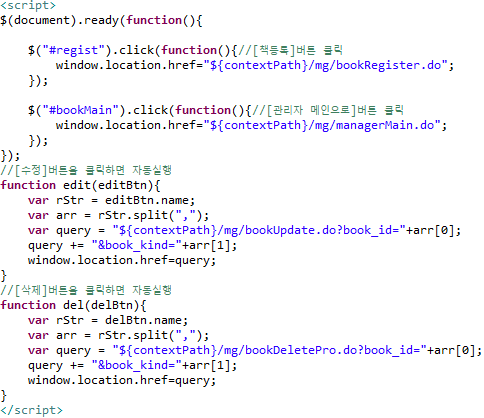 <script>
$(document).ready(function(){
$("#regist").click(function(){//[책등록]버튼 클릭
window.location.href="${contextPath}/mg/bookRegister.do";
});
$("#bookMain").click(function(){//[관리자 메인으로]버튼 클릭
window.location.href="${contextPath}/mg/managerMain.do";
});
});
//[수정]버튼을 클릭하면 자동실행
function edit(editBtn){
var rStr = editBtn.name;
var arr = rStr.split(",");
var query = "${contextPath}/mg/bookUpdate.do?book_id="+arr[0];
query += "&book_kind="+arr[1];
window.location.href=query;
}
//[삭제]버튼을 클릭하면 자동실행
function del(delBtn){
var rStr = delBtn.name;
var arr = rStr.split(",");
var query = "${contextPath}/mg/bookDeletePro.do?book_id="+arr[0];
query += "&book_kind="+arr[1];
window.location.href=query;
}
</script>